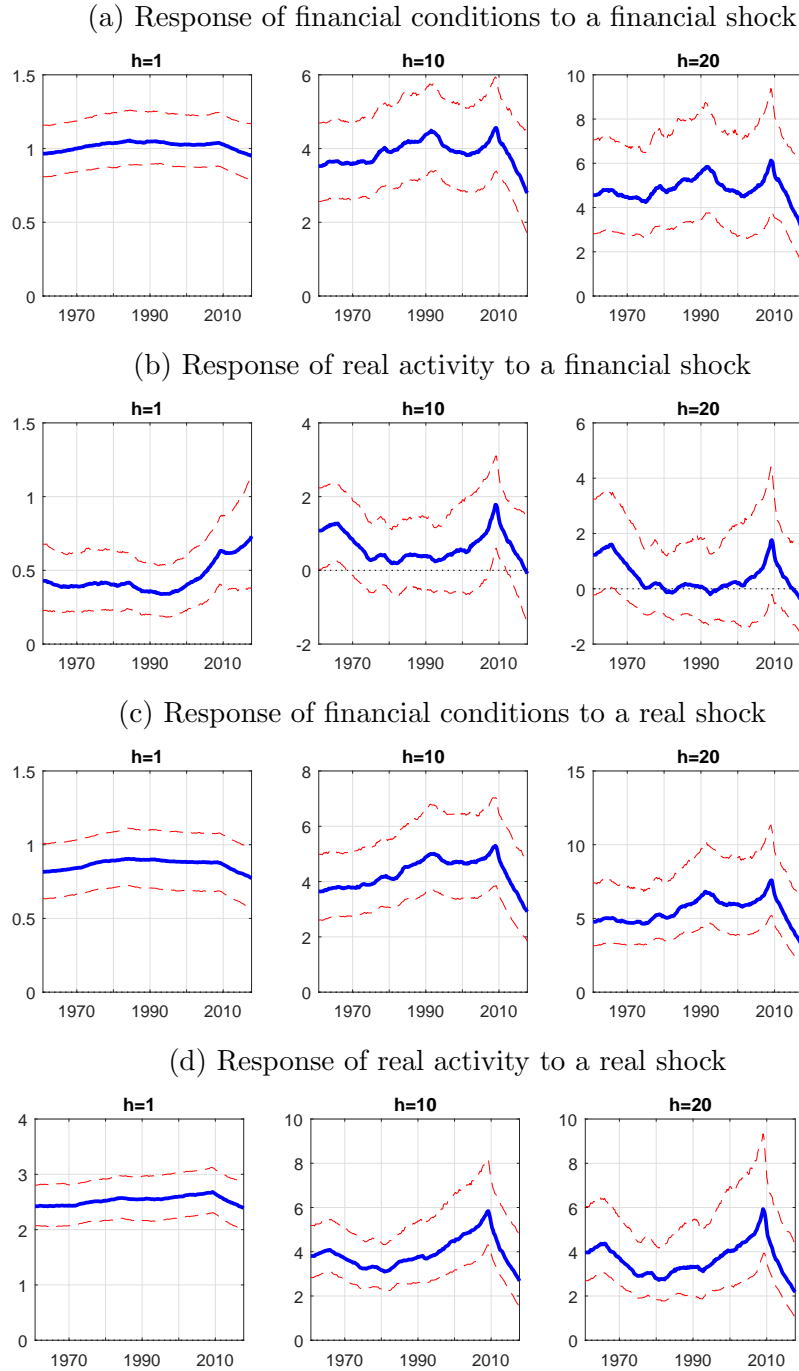 (a) Response of financial conditions to a financial shock
h=1 h=10 h=20
1.5 6 10
8
1 4 6
0.5 2 4
2
0 0 0
1970 1990 2010 1970 1990 2010 1970 1990 2010
(b) Response of real activity to a financial shock
h=1 h=10 h=20
1.5 4 6
4
1 2 2
0.5 0 0
0 -2 -2
1970 1990 2010 1970 1990 2010 1970 1990 2010
(c) Response of financial conditions to a real shock
h=1 h=10 h=20
1.5 8 15
1 6 10
4
0.5 2 5
0 0 0
1970 1990 2010 1970 1990 2010 1970 1990 2010
(d) Response of real activity to a real shock
h=1 h=10 h=20
4 10 10
3 8 8
6 6
2 4 4
1 2 2
0 0 0
1970 1990 2010 1970 1990 2010 1970 1990 2010